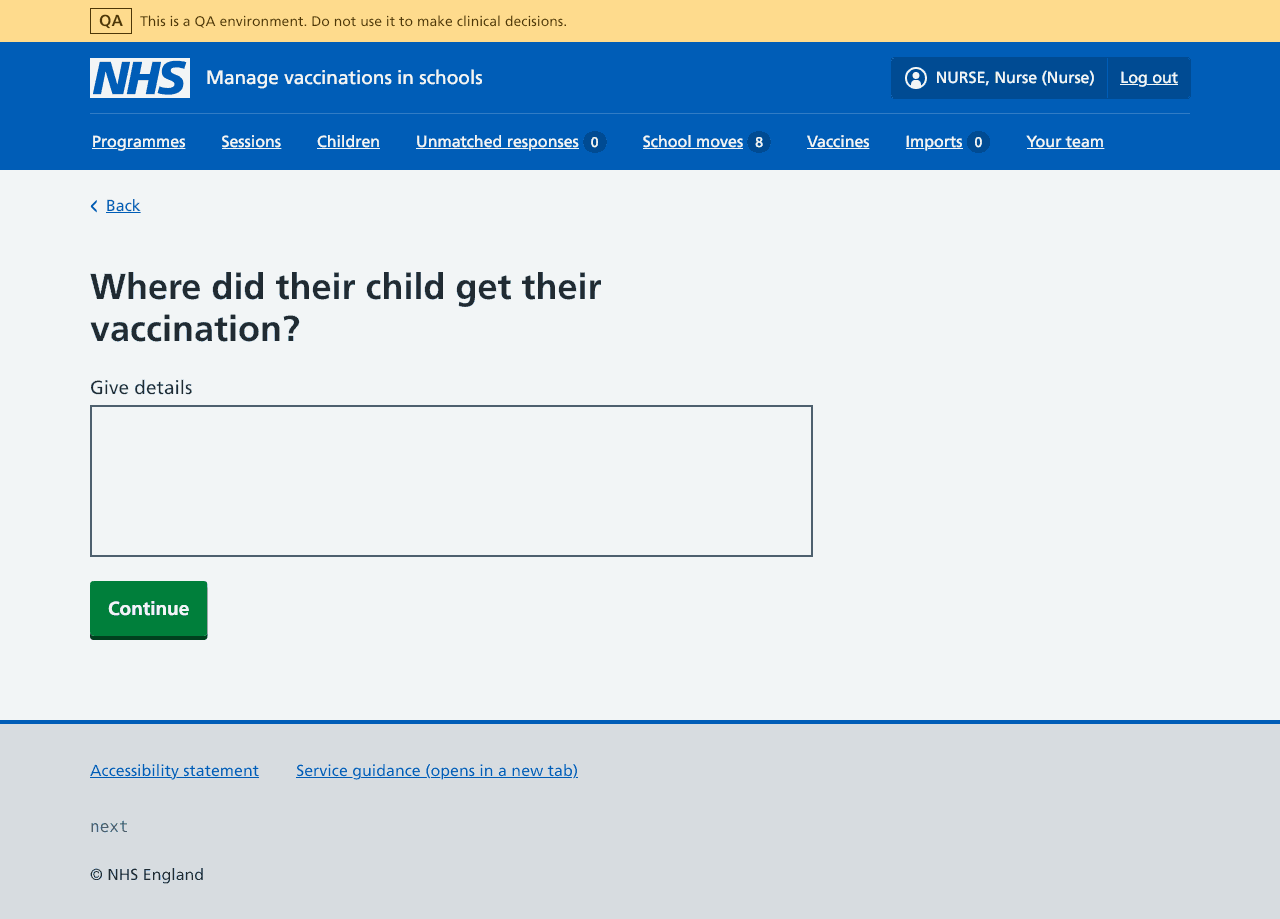 QA This is a QA environment. Do not use it to make clinical decisions.
NHS Manage vaccinations in schools NURSE, Nurse (Nurse) Log out
Programmes Sessions Children Unmatched responses 0 School moves 8 Vaccines Imports 0 Your team
Back
Where did their child get their
vaccination?
Give details
Continue
Accessibility statement Service guidance (opens in a new tab)
next
© NHS England